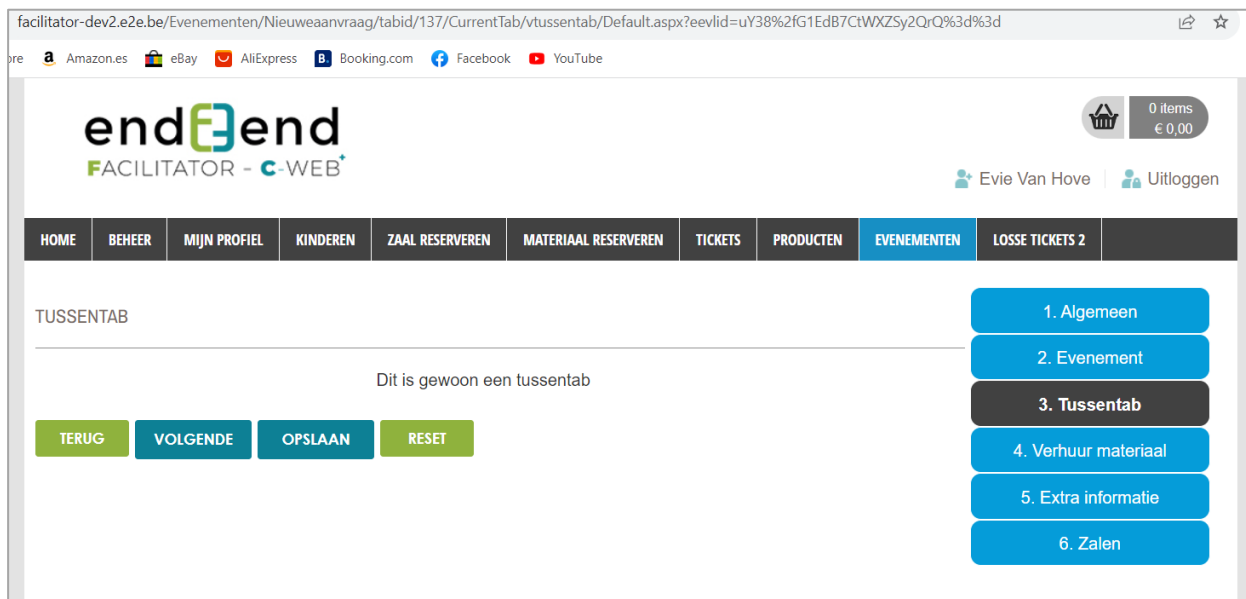 facilitator-dev2.e2e.be/Evenementen/Nieuweaanvraag/tabid/137/CurrentTab/vtussentab/Default.aspx?eevlid=uY38%2fG1EdB7CtWXZSy2QrQ%3d%3d
ore Amazon.es eBay AliExpress Booking.com Facebook YouTube
endEend
FACILITATOR - C-WEB+
0 items
€ 0,00
Evie Van Hove Uitloggen
HOME BEHEER MIJN PROFIEL KINDEREN ZAAL RESERVEREN MATERIAAL RESERVEREN TICKETS PRODUCTEN EVENEMENTEN LOSSE TICKETS 2
TUSSENTAB
Dit is gewoon een tussentab
TERUG VOLGENDE OPSLAAN RESET
1. Algemeen
2. Evenement
3. Tussentab
4. Verhuur materiaal
5. Extra informatie
6. Zalen